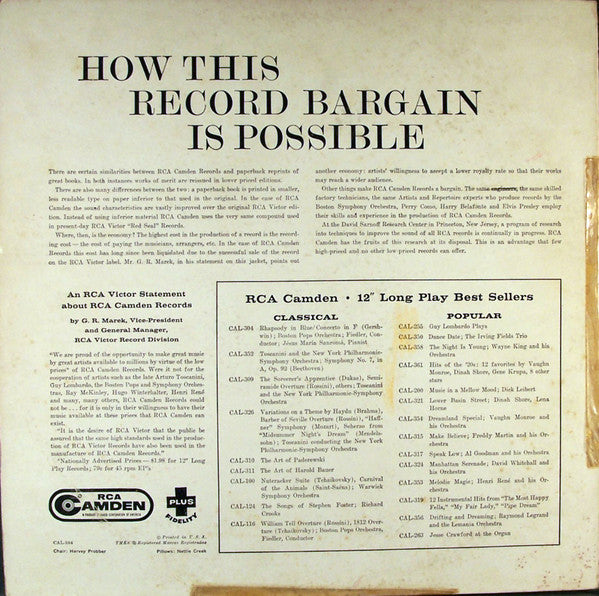 HOW THIS
RECORD BARGAIN
IS POSSIBLE
There are certain similarities between RCA Camden Records and paperback reprints of
great books. In both instances works of merit are reissued in lower priced editions.
There are also many differences between the two: a paperback book is printed in smaller,
less readable type on paper inferior to that used in the original. In the case of RCA
Camden the sound characteristics are vastly improved over the original RCA Victor edi-
tion. Instead of using inferior material RCA Camden uses the very same compound used
in present-day RCA Victor “Red Seal” Records.
Where, then, is the economy? The highest cost in the production of a record is the record-
ing cost — the cost of paying the musicians, arrangers, etc. In the case of RCA Camden
Records this cost has long since been liquidated due to the successful sale of the record
on the RCA Victor label. Mr. G. R. Marek, in his statement on this jacket, points out
another economy: artists' willingness to accept a lower royalty rate so that their works
may reach a wider audience.
Other things make RCA Camden Records a bargain. The same engineers, the same skilled
factory technicians, the same Artists and Repertoire experts who produce records by the
Boston Symphony Orchestra, Perry Como, Harry Belafonte and Elvis Presley employ
their skills and experience in the production of RCA Camden Records.
At the David Sarnoff Research Center in Princeton, New Jersey, a program of research
into techniques to improve the sound of all RCA records is continually in progress. RCA
Camden has the fruits of this research at its disposal. This is an advantage that few
high-priced and no other low-priced records can offer.
An RCA Victor Statement
about RCA Camden Records
by G. R. Marek, Vice-President
and General Manager,
RCA Victor Record Division
“We are proud of the opportunity to make great music
by great artists available to millions by virtue of the low
prices* of RCA Camden Records. Were it not for the
cooperation of artists such as the late Arturo Toscanini,
Guy Lombardo, the Boston Pops and Symphony Orches-
tras, Ray McKinley, Hugo Winterhalter, Henri René
and many, many others, RCA Camden Records could
not be . . . for it is only in their willingness to have their
music available at these prices that RCA Camden can
exist.
“It is the desire of RCA Victor that the public be
assured that the same high standards used in the produc-
tion of RCA Victor Records have also been used in the
manufacture of RCA Camden Records.”
*Nationally Advertised Prices—$1.98 for 12" Long
Play Records; 79¢ for 45 rpm EP's.
RCA
CAMDEN
A PRODUCT OF RADIO CORPORATION OF AMERICA
PLUS
FIDELITY
CAL-384
© Printed in U. S. A.
TMKS ® Registered Marcas Registradas
Chair: Harvey Probber
Pillows: Nettie Creek
RCA Camden • 12" Long Play Best Sellers
CLASSICAL
CAL-304 Rhapsody in Blue/Concerto in F (Gersh-
win); Boston Pops Orchestra; Fiedler, Con-
ductor; Jésus María Sanromá, Pianist
CAL-352 Toscanini and the New York Philharmonic-
Symphony Orchestra; Symphony No. 7, in
A, Op. 92 (Beethoven)
CAL-309 The Sorcerer's Apprentice (Dukas), Semi-
ramide Overture (Rossini), others; Toscanini
and the New York Philharmonic-Symphony
Orchestra
CAL-326 Variations on a Theme by Haydn (Brahms),
Barber of Seville Overture (Rossini), “Haff-
ner” Symphony (Mozart), Scherzo from
“Midsummer Night's Dream” (Mendels-
sohn); Toscanini conducting the New York
Philharmonic-Symphony Orchestra
CAL-310 The Art of Paderewski
CAL-311 The Art of Harold Bauer
CAL-100 Nutcracker Suite (Tchaikovsky), Carnival
of the Animals (Saint-Saëns); Warwick
Symphony Orchestra
CAL-124 The Songs of Stephen Foster; Richard
Crooks
CAL-116 William Tell Overture (Rossini), 1812 Over-
ture (Tchaikovsky); Boston Pops Orchestra,
Fiedler, Conductor
POPULAR
CAL-255 Guy Lombardo Plays
CAL-350 Dance Date; The Irving Fields Trio
CAL-358 The Night Is Young; Wayne King and his
Orchestra
CAL-361 Hits of the '20s: 12 favorites by Vaughn
Monroe, Dinah Shore, Gene Krupa, 8 other
stars
CAL-200 Music in a Mellow Mood; Dick Leibert
CAL-321 Lower Basin Street; Dinah Shore, Lena
Horne
CAL-354 Dreamland Special; Vaughn Monroe and
his Orchestra
CAL-315 Make Believe; Freddy Martin and his Or-
chestra
CAL-317 Speak Low; Al Goodman and his Orchestra
CAL-324 Manhattan Serenade; David Whitehall and
his Orchestra
CAL-353 Melodic Magic; Henri René and his Or-
chestra
CAL-319 12 Instrumental Hits from “The Most Happy
Fella,” “My Fair Lady,” “Pipe Dream”
CAL-356 Drifting and Dreaming; Raymond Legrand
and the Lemania Orchestra
CAL-263 Jesse Crawford at the Organ